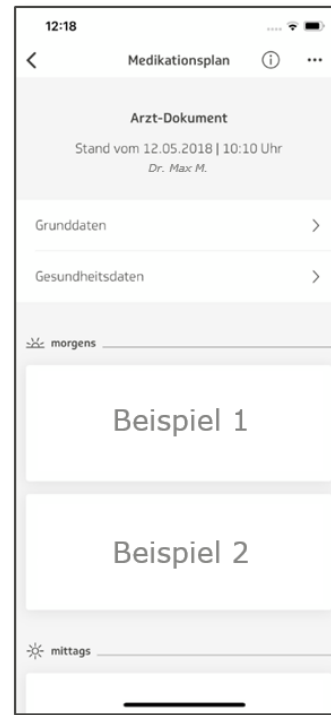 12:18
Medikationsplan
Arzt-Dokument
Stand vom 12.05.2018 | 10:10 Uhr
Dr. Max M.
Grunddaten
Gesundheitsdaten
morgens
Beispiel 1
Beispiel 2
mittags